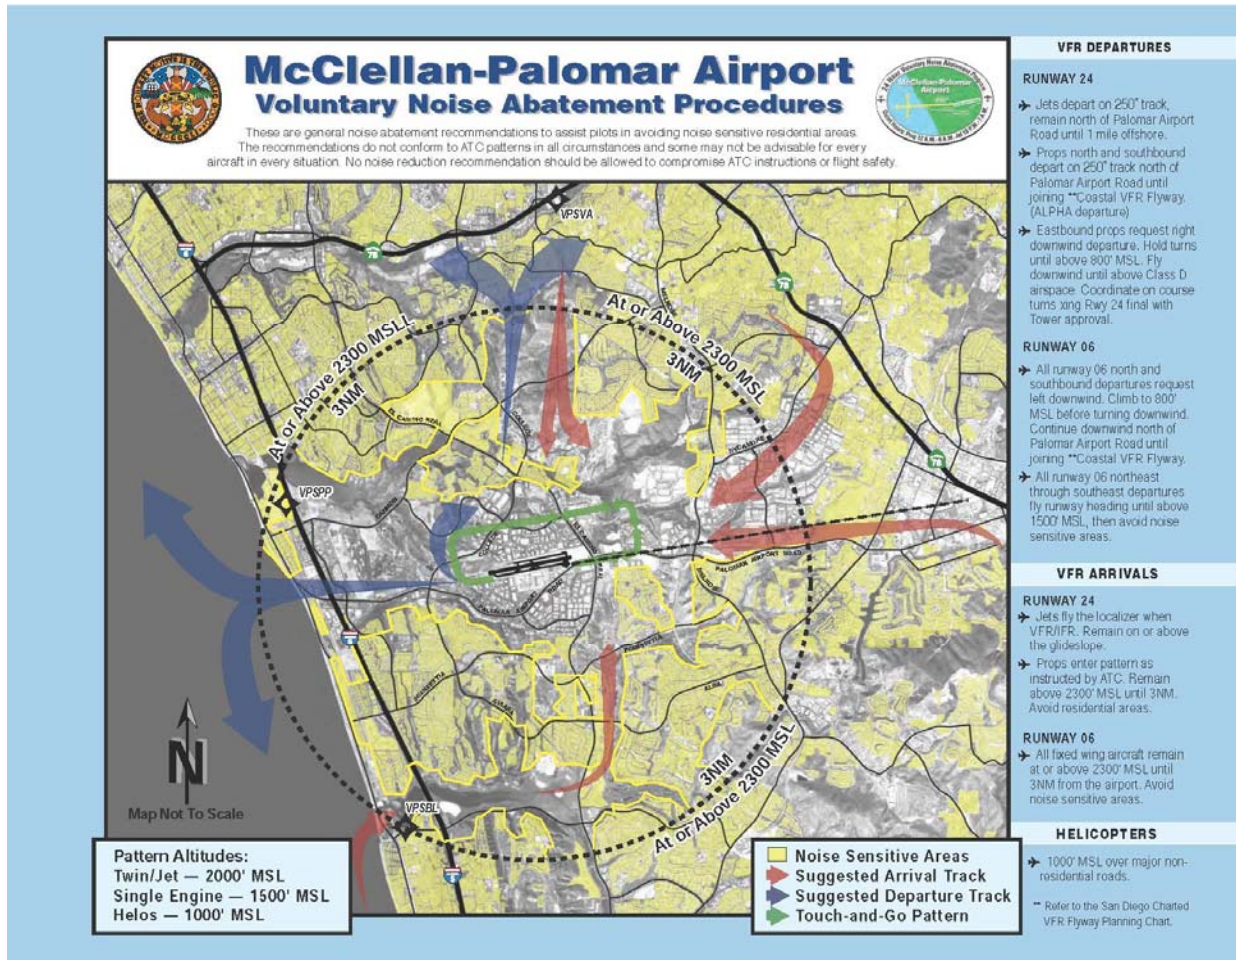 McClellan-Palomar Airport
Voluntary Noise Abatement Procedures
These are general noise abatement recommendations to assist pilots in avoiding noise sensitive residential areas.
The recommendations do not conform to ATC patterns in all circumstances and some may not be advisable for every
aircraft in every situation. No noise reduction recommendation should be allowed to compromise ATC instructions or flight safety.
McClellan-Palomar
Airport
VPSVA
78
5
78
78
At or Above 2300 MSLL
3NM
At or Above 2300 MSL
3NM
EL CAMINO REAL
VPSPP
PALOMAR AIRPORT ROAD
PALOMAR AIRPORT ROAD
POINSETTIA
POINSETTIA
5
3NM
At or Above 2300 MSL
N
Map Not To Scale
VPSBL
5
Pattern Altitudes:
Twin/Jet — 2000' MSL
Single Engine — 1500' MSL
Helos — 1000' MSL
Noise Sensitive Areas
Suggested Arrival Track
Suggested Departure Track
Touch-and-Go Pattern
VFR DEPARTURES
RUNWAY 24
Jets depart on 250° track,
remain north of Palomar Airport
Road until 1 mile offshore.
Props north and southbound
depart on 250° track north of
Palomar Airport Road until
joining **Coastal VFR Flyway.
(ALPHA departure)
Eastbound props request right
downwind departure. Hold turns
until above 800' MSL. Fly
downwind until above Class D
airspace. Coordinate on course
turns xing Rwy 24 final with
Tower approval.
RUNWAY 06
All runway 06 north and
southbound departures request
left downwind. Climb to 800'
MSL before turning downwind.
Continue downwind north of
Palomar Airport Road until
joining **Coastal VFR Flyway.
All runway 06 northeast
through southeast departures
fly runway heading until above
1500' MSL, then avoid noise
sensitive areas.
VFR ARRIVALS
RUNWAY 24
Jets fly the localizer when
VFR/IFR. Remain on or above
the glideslope.
Props enter pattern as
instructed by ATC. Remain
above 2300' MSL until 3NM.
Avoid residential areas.
RUNWAY 06
All fixed wing aircraft remain
at or above 2300' MSL until
3NM from the airport. Avoid
noise sensitive areas.
HELICOPTERS
1000' MSL over major non-
residential roads.
** Refer to the San Diego Charted
VFR Flyway Planning Chart.